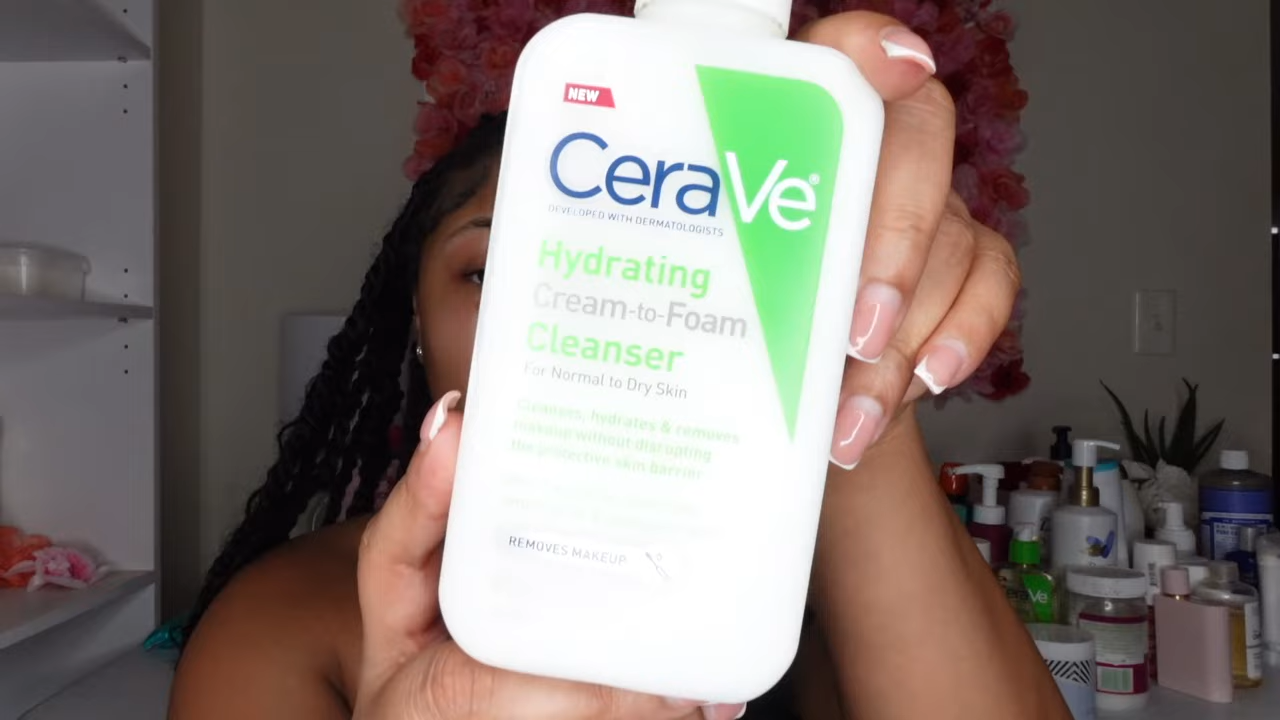 NEW
CeraVe®
DEVELOPED WITH DERMATOLOGISTS
Hydrating
Cream-to-Foam
Cleanser
For Normal to Dry Skin
Cleanses, hydrates & removes
makeup without disrupting
the protective skin barrier
REMOVES MAKEUP
CeraVe